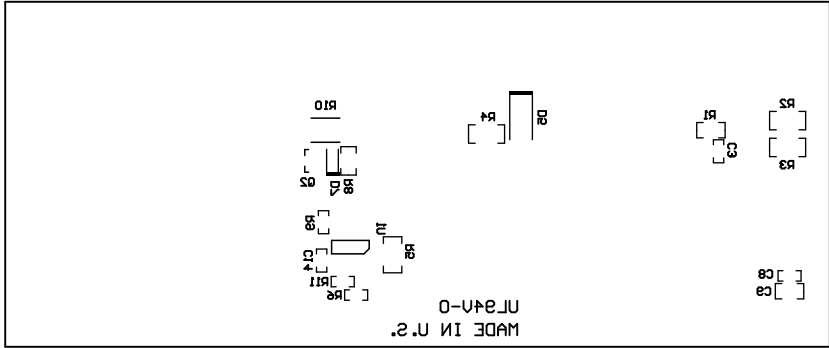 R10
R4
D5
R1
R2
C3
R3
Q2
D7
R8
R9
U1
R5
C14
R11
R6
C8
C9
UL94V-0
MADE IN U.S.